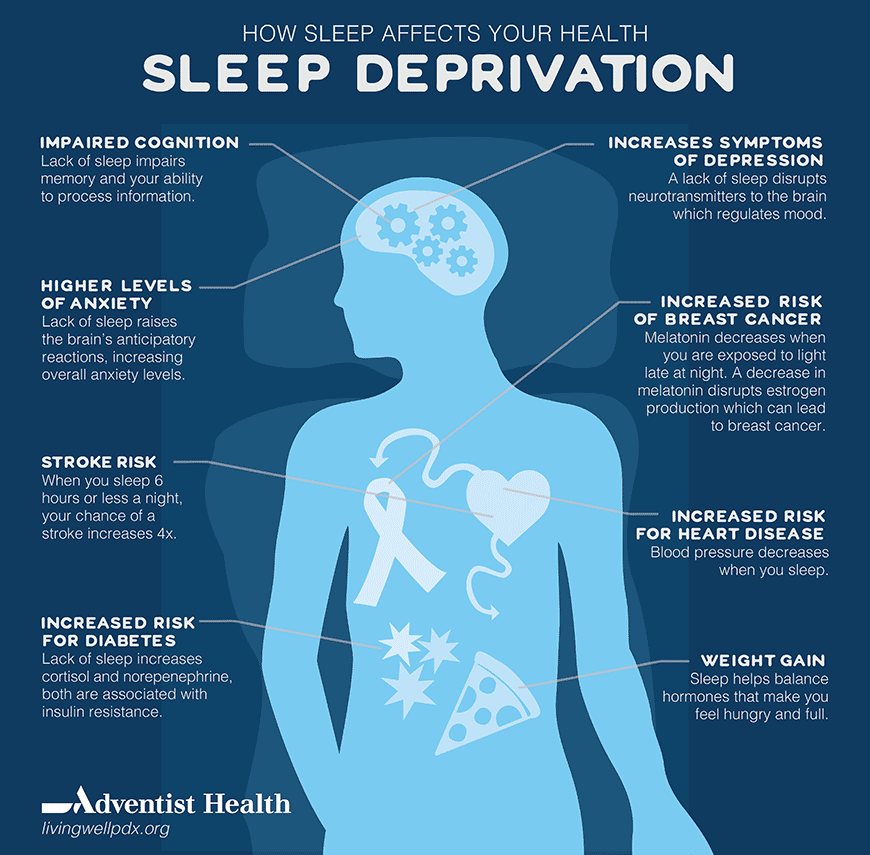 HOW SLEEP AFFECTS YOUR HEALTH
SLEEP DEPRIVATION
IMPAIRED COGNITION
Lack of sleep impairs
memory and your ability
to process information.
HIGHER LEVELS
OF ANXIETY
Lack of sleep raises
the brain's anticipatory
reactions, increasing
overall anxiety levels.
STROKE RISK
When you sleep 6
hours or less a night,
your chance of a
stroke increases 4x.
INCREASED RISK
FOR DIABETES
Lack of sleep increases
cortisol and norepenephrine,
both are associated with
insulin resistance.
INCREASES SYMPTOMS
OF DEPRESSION
A lack of sleep disrupts
neurotransmitters to the brain
which regulates mood.
INCREASED RISK
OF BREAST CANCER
Melatonin decreases when
you are exposed to light
late at night. A decrease in
melatonin disrupts estrogen
production which can lead
to breast cancer.
INCREASED RISK
FOR HEART DISEASE
Blood pressure decreases
when you sleep.
WEIGHT GAIN
Sleep helps balance
hormones that make you
feel hungry and full.
Adventist Health
livingwellpdx.org